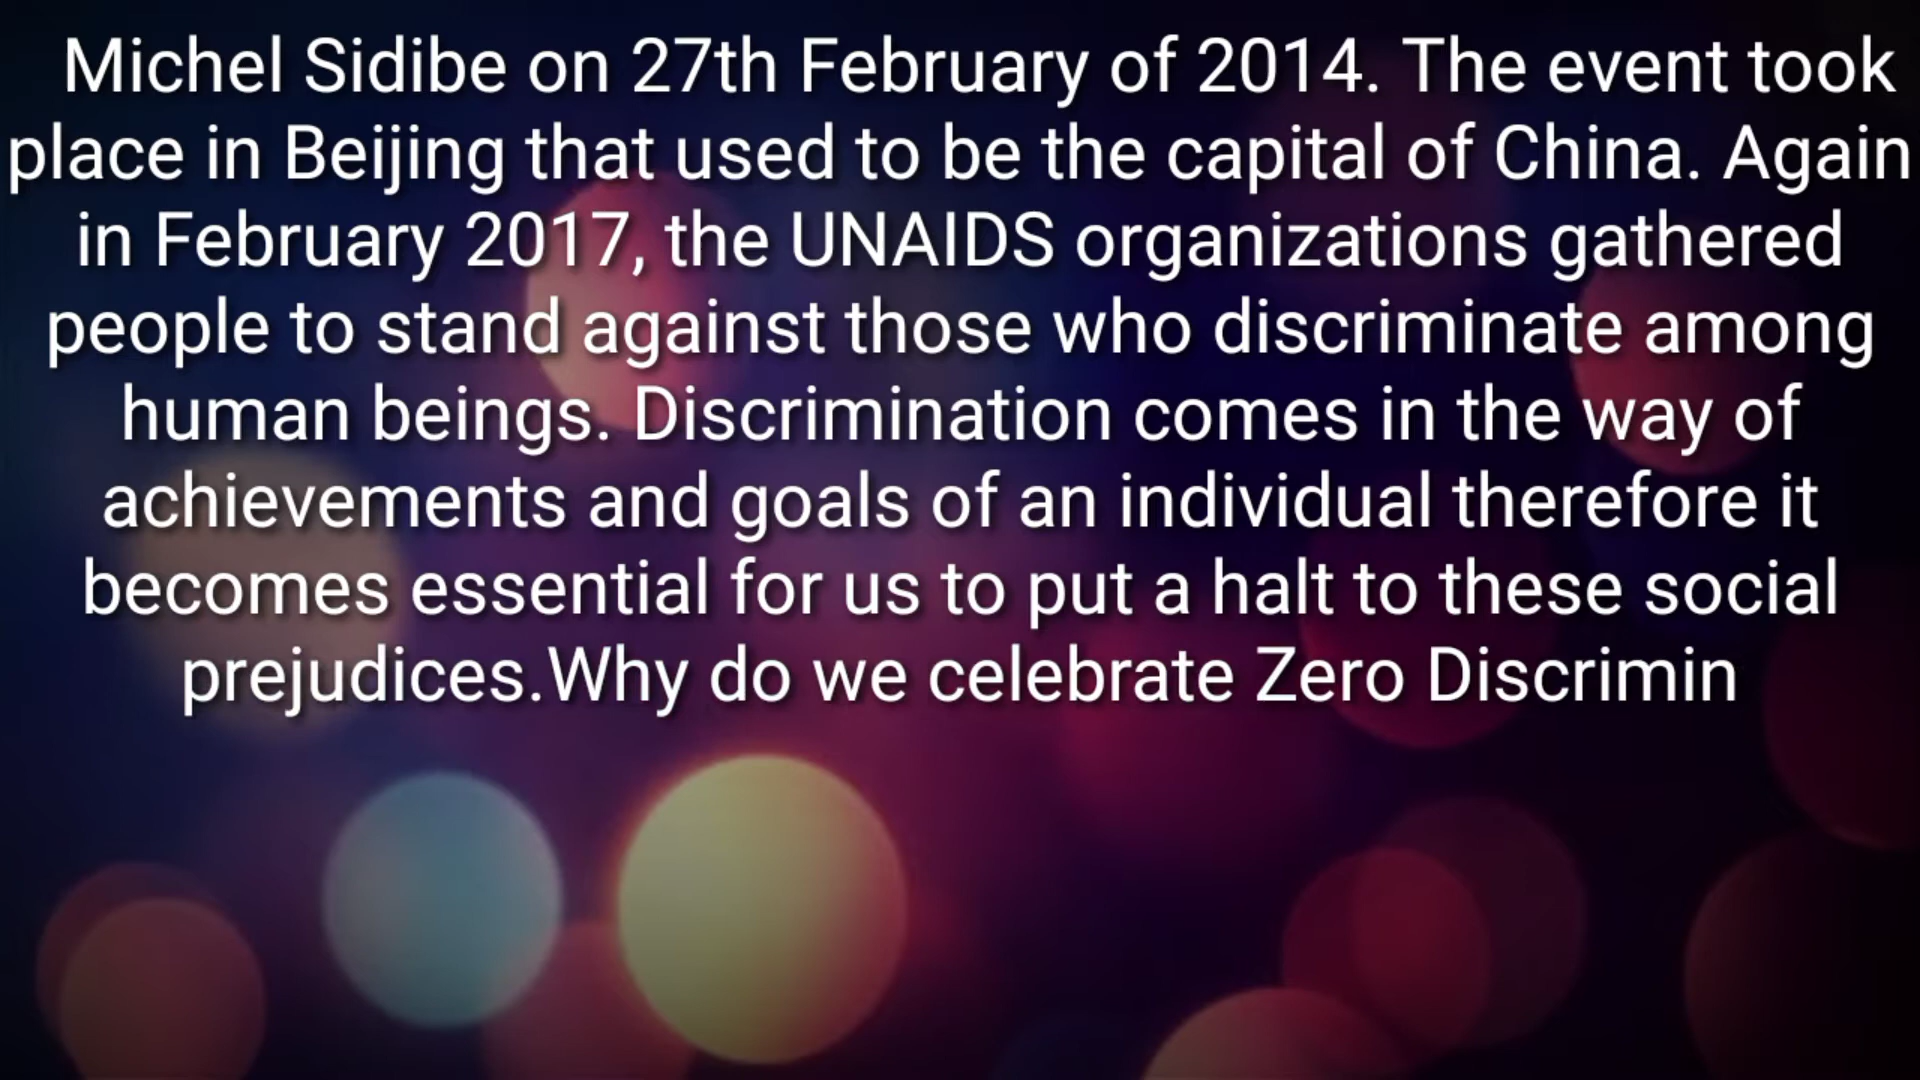 Michel Sidibe on 27th February of 2014. The event took
place in Beijing that used to be the capital of China. Again
in February 2017, the UNAIDS organizations gathered
people to stand against those who discriminate among
human beings. Discrimination comes in the way of
achievements and goals of an individual therefore it
becomes essential for us to put a halt to these social
prejudices.Why do we celebrate Zero Discrimin